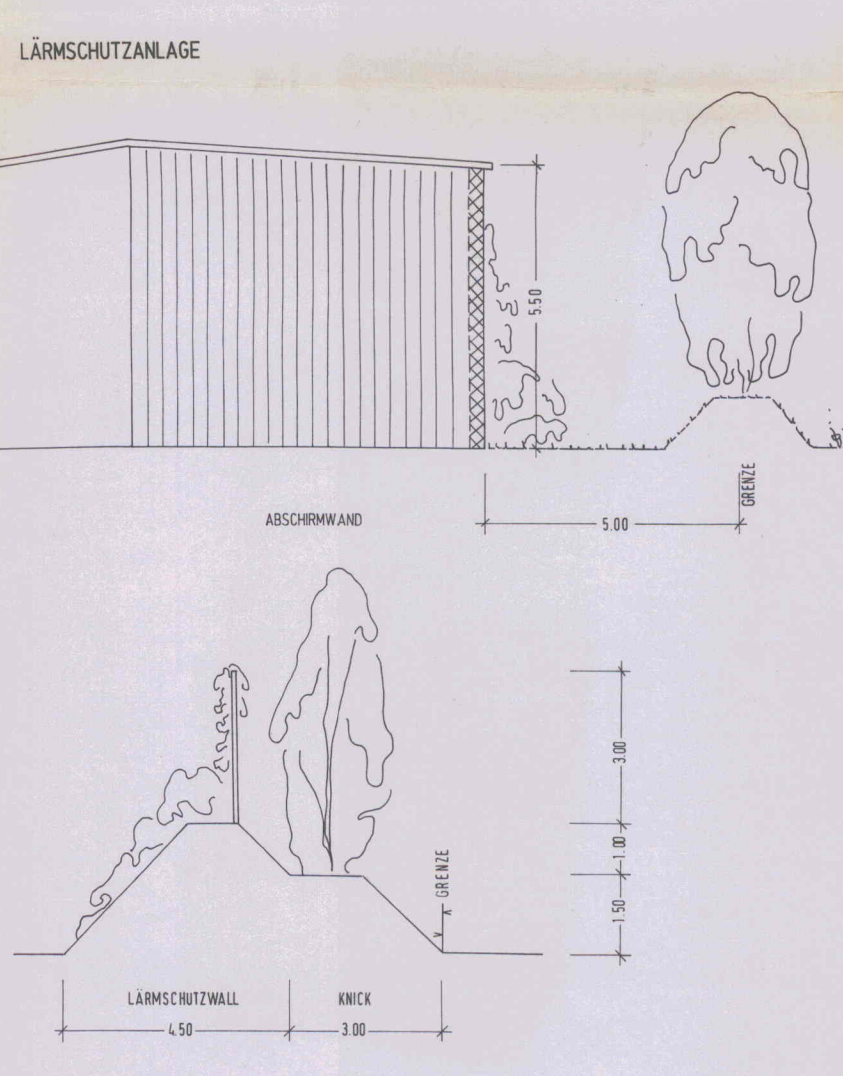 LÄRMSCHUTZANLAGE
5.50
GRENZE
ABSCHIRMWAND
5.00
3.00
1.00
GRENZE
1.50
LÄRMSCHUTZWALL
KNICK
4.50
3.00